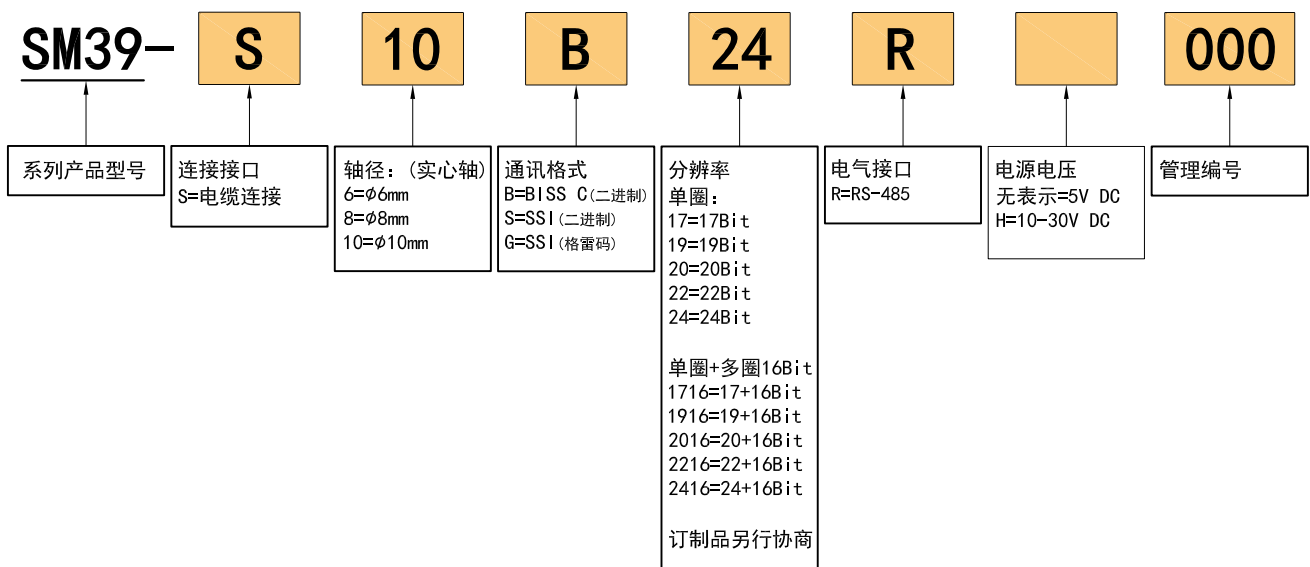 SM39-
S
10
B
24
R
000
系列产品型号
连接接口
S=电缆连接
轴径：(实心轴)
6=φ6mm
8=φ8mm
10=φ10mm
通讯格式
B=BISS C(二进制)
S=SSI(二进制)
G=SSI(格雷码)
分辨率
单圈：
17=17Bit
19=19Bit
20=20Bit
22=22Bit
24=24Bit
单圈+多圈16Bit
1716=17+16Bit
1916=19+16Bit
2016=20+16Bit
2216=22+16Bit
2416=24+16Bit
订制品另行协商
电气接口
R=RS-485
电源电压
无表示=5V DC
H=10-30V DC
管理编号